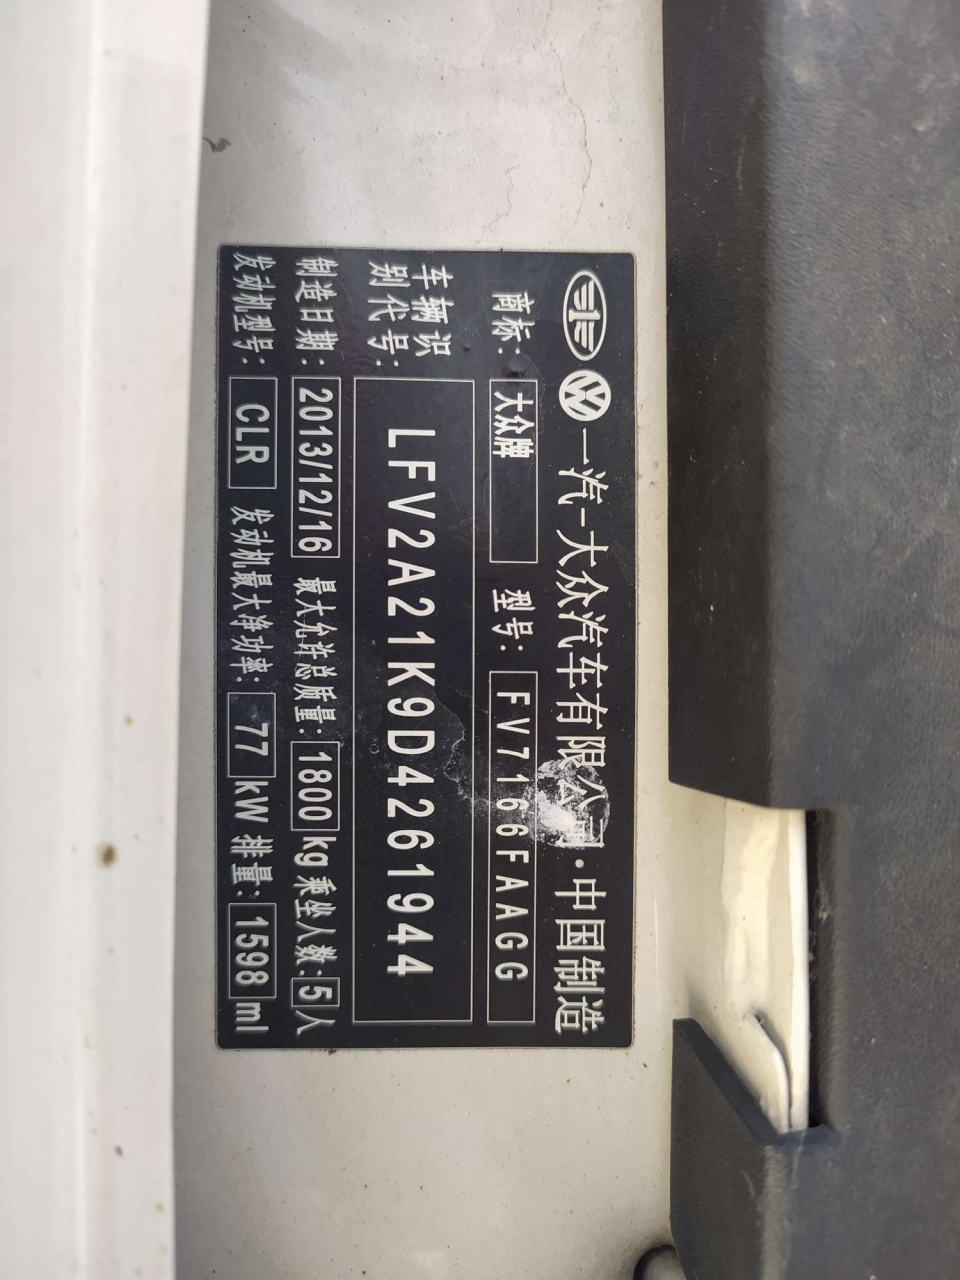 一汽-大众汽车有限公司·中国制造
商标: 大众牌 型号: FV7166FAAGG
车辆识别代号: LFV2A21K9D4261944
制造日期: 2013/12/16 最大允许总质量: 1800 kg 乘坐人数: 5 人
发动机型号: CLR 发动机最大净功率: 77 kW 排量: 1598 ml